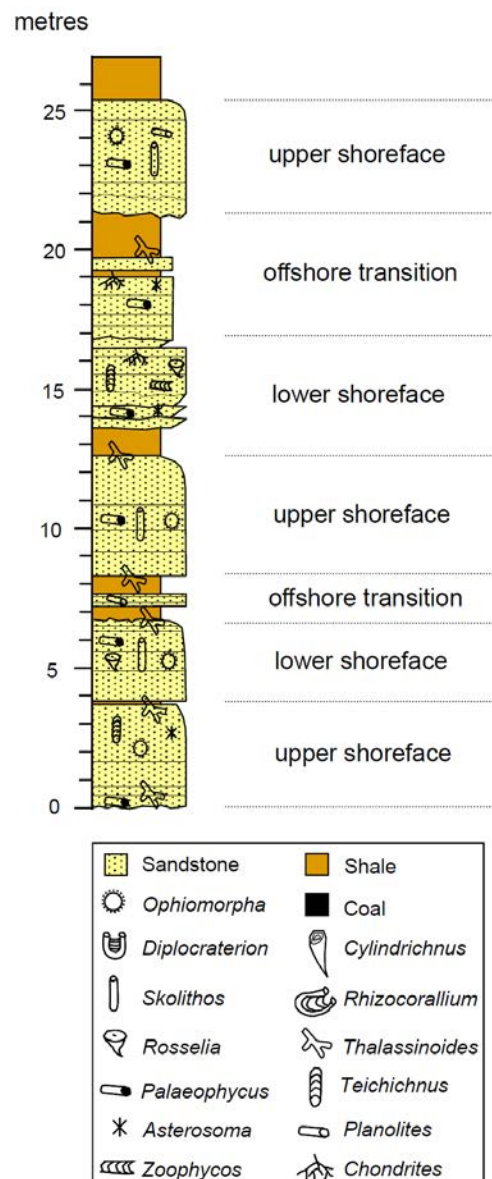 metres
25
upper shoreface
20
offshore transition
15
lower shoreface
upper shoreface
10
offshore transition
5
lower shoreface
upper shoreface
0
Sandstone Shale
Ophiomorpha Coal
Diplocraterion Cylindrichnus
Skolithos Rhizocorallium
Rosselia Thalassinoides
Palaeophycus Teichichnus
Asterosoma Planolites
Zoophycos Chondrites